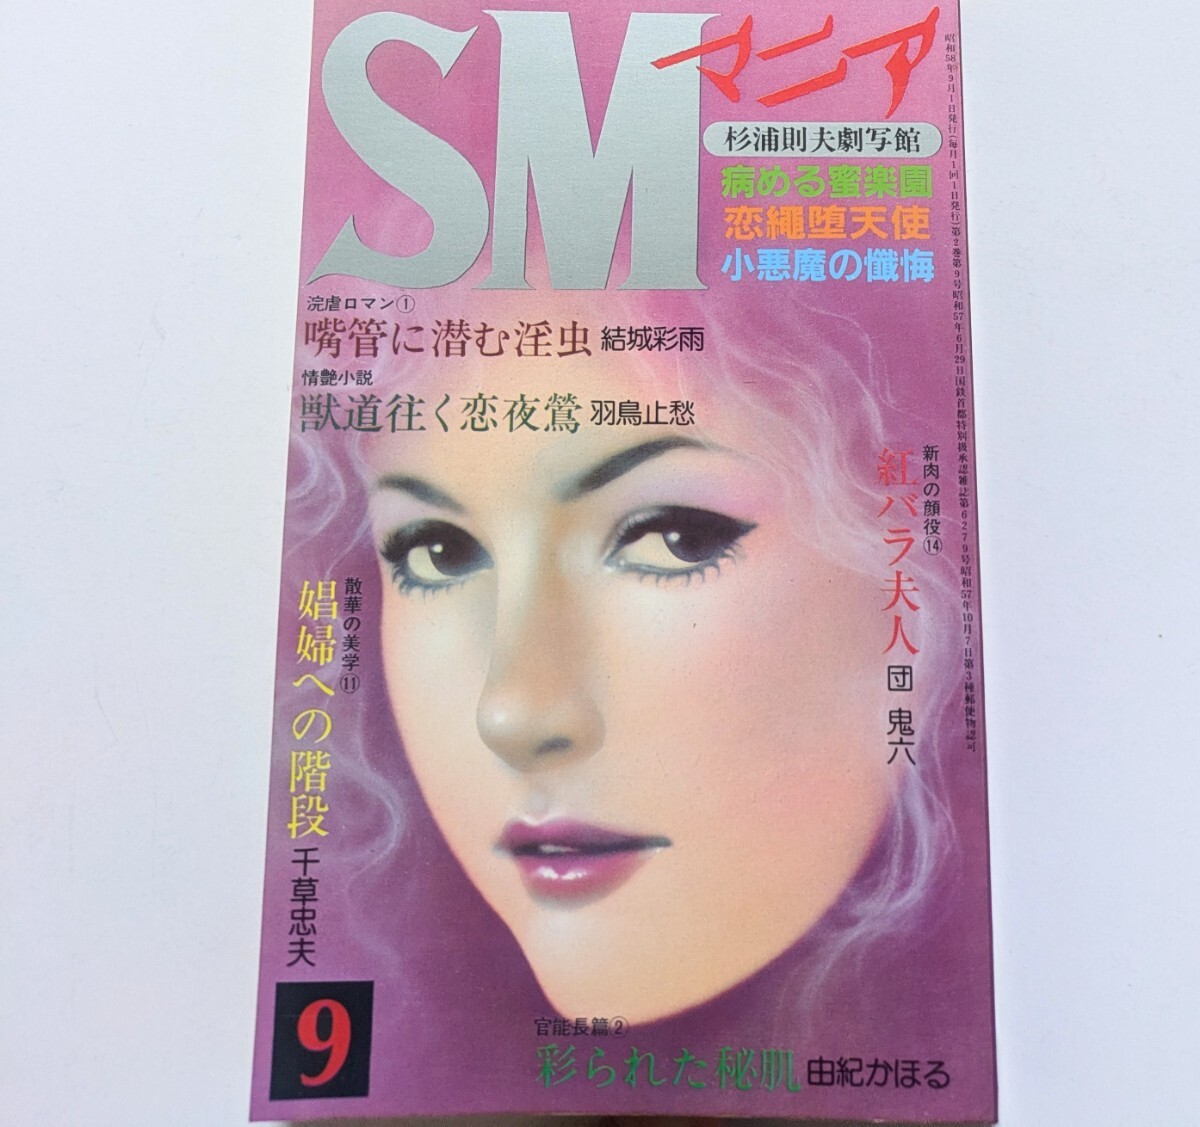 SMマニア
杉浦則夫劇写館
病める蜜楽園
恋縄堕天使
小悪魔の懺悔
浣虐ロマン①
嘴管に潜む淫虫 結城彩雨
情艶小説
獣道往く恋夜鶯 羽鳥止愁
新肉の顔役⑭
紅バラ夫人 団 鬼六
散華の美学⑪
娼婦への階段 千草忠夫
官能長篇②
彩られた秘肌 由紀かほる
9
昭和58年9月1日発行(毎月1回1日発行)第2巻第9号昭和57年6月29日国鉄首都特別扱承認雑誌第6279号昭和57年10月7日第3種郵便物認可